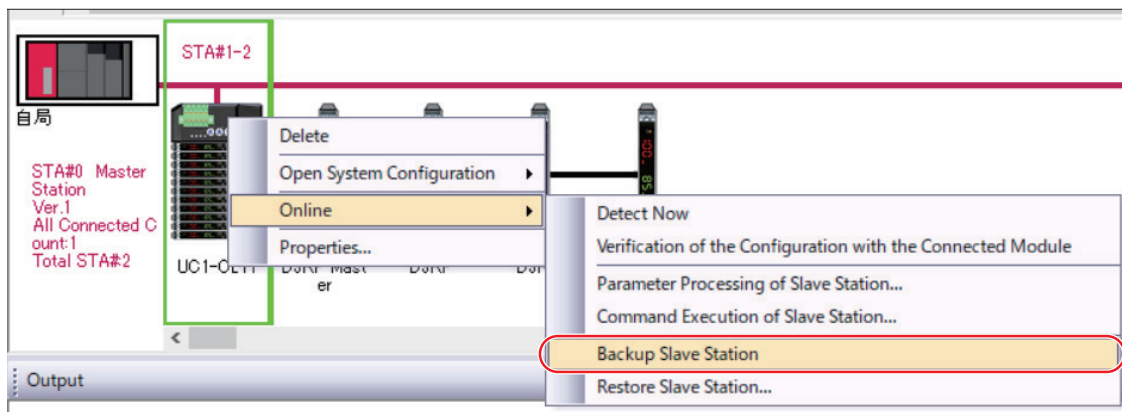 STA#1-2
自局
STA#0 Master
Station
Ver.1
All Connected C
ount:1
Total STA#2
Delete
Open System Configuration
Online
Properties...
Detect Now
Verification of the Configuration with the Connected Module
Parameter Processing of Slave Station...
Command Execution of Slave Station...
Backup Slave Station
Restore Slave Station...
er
Output